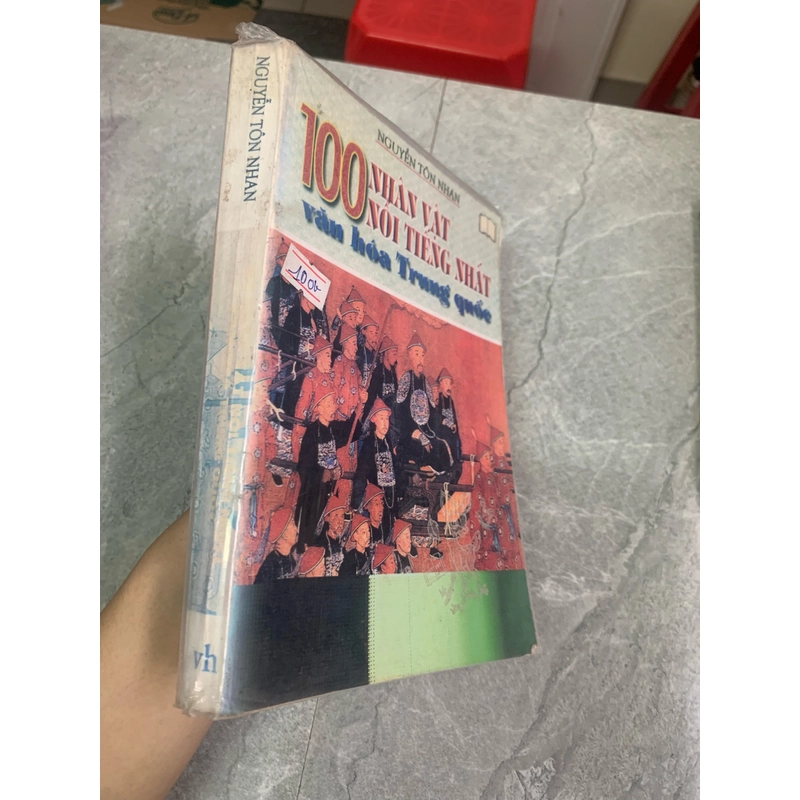 NGUYỄN TÔN NHAN
NGUYỄN TÔN NHAN
100 NHÂN VẬT
NỔI TIẾNG NHẤT
văn hóa Trung quốc
100k
vh